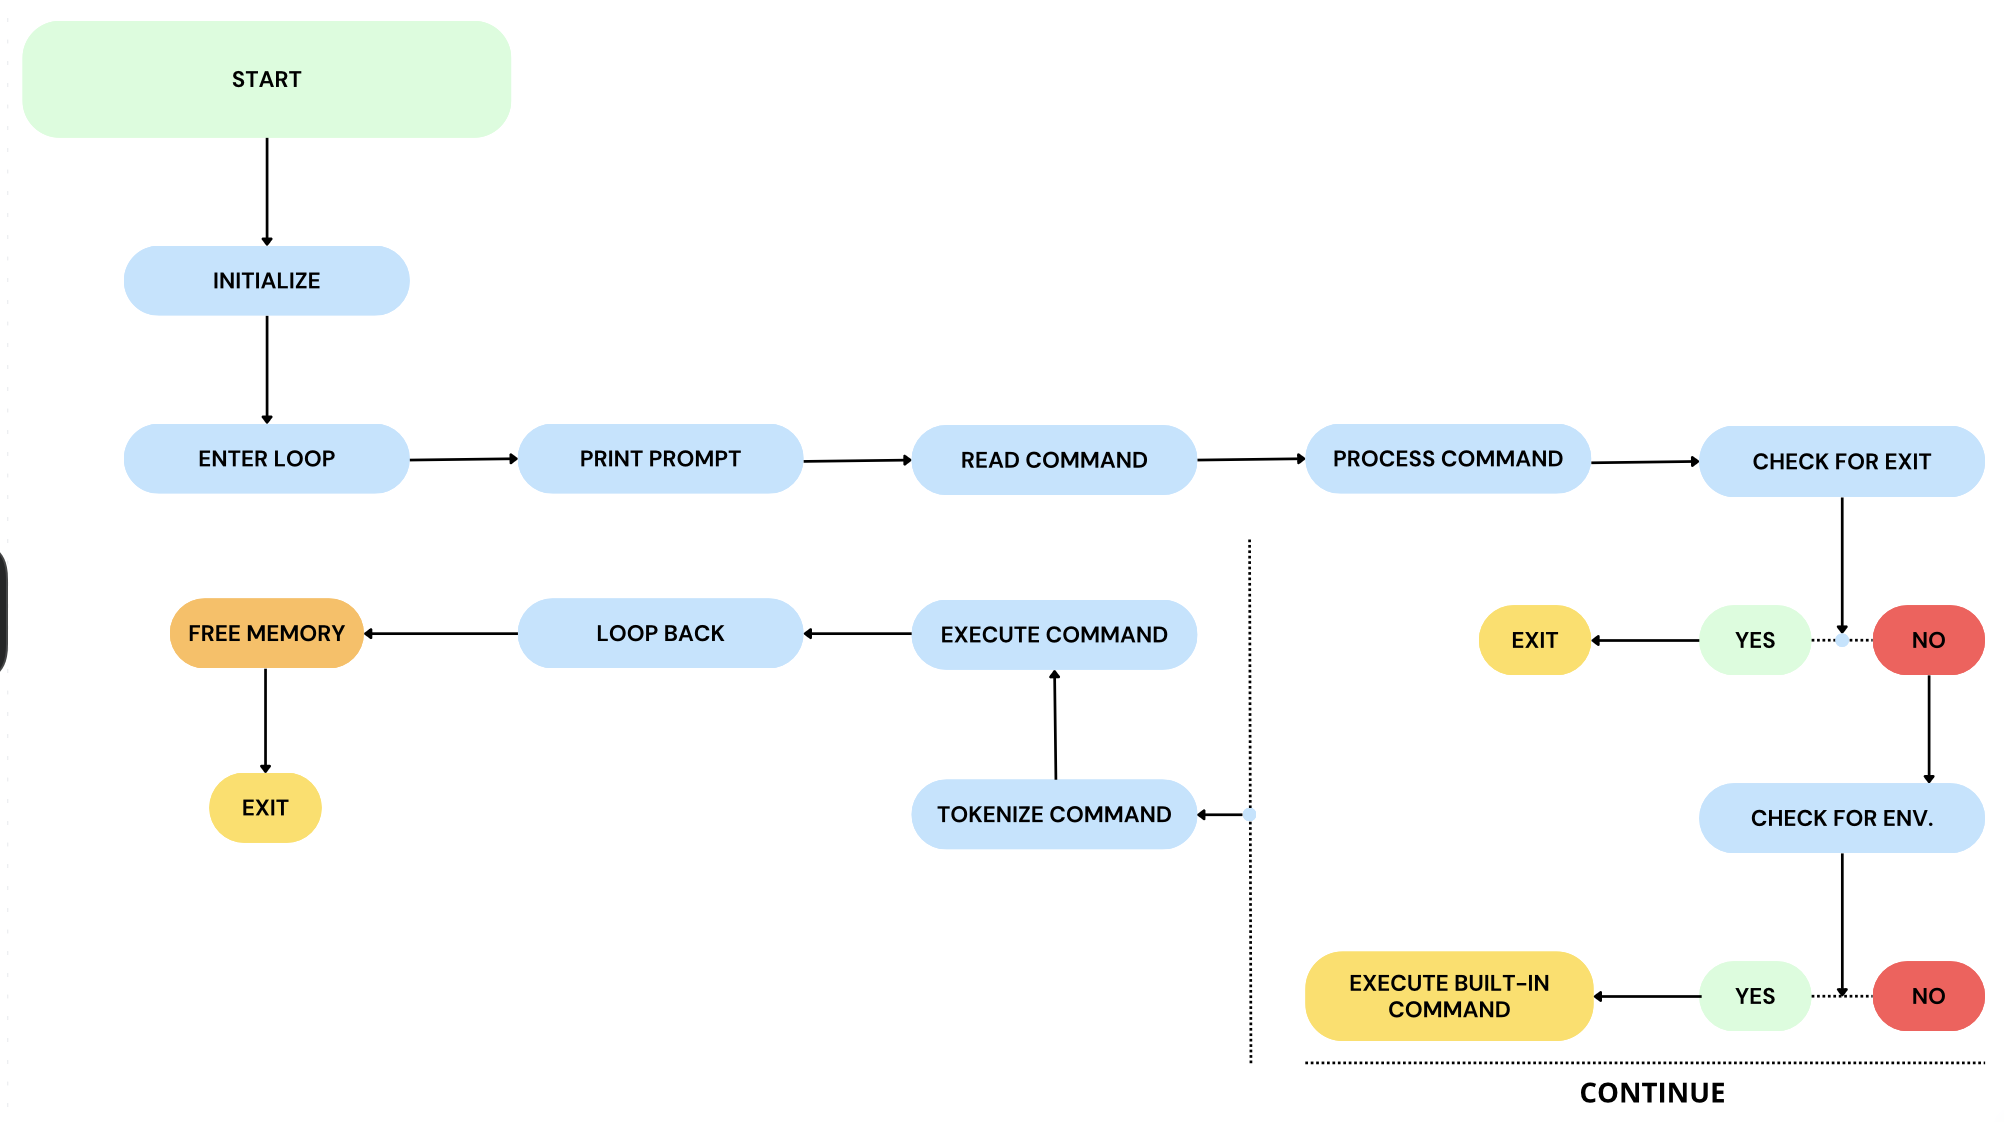 START
INITIALIZE
ENTER LOOP
PRINT PROMPT
READ COMMAND
PROCESS COMMAND
CHECK FOR EXIT
FREE MEMORY
LOOP BACK
EXECUTE COMMAND
EXIT
YES
NO
EXIT
TOKENIZE COMMAND
CHECK FOR ENV.
EXECUTE BUILT-IN
COMMAND
YES
NO
CONTINUE